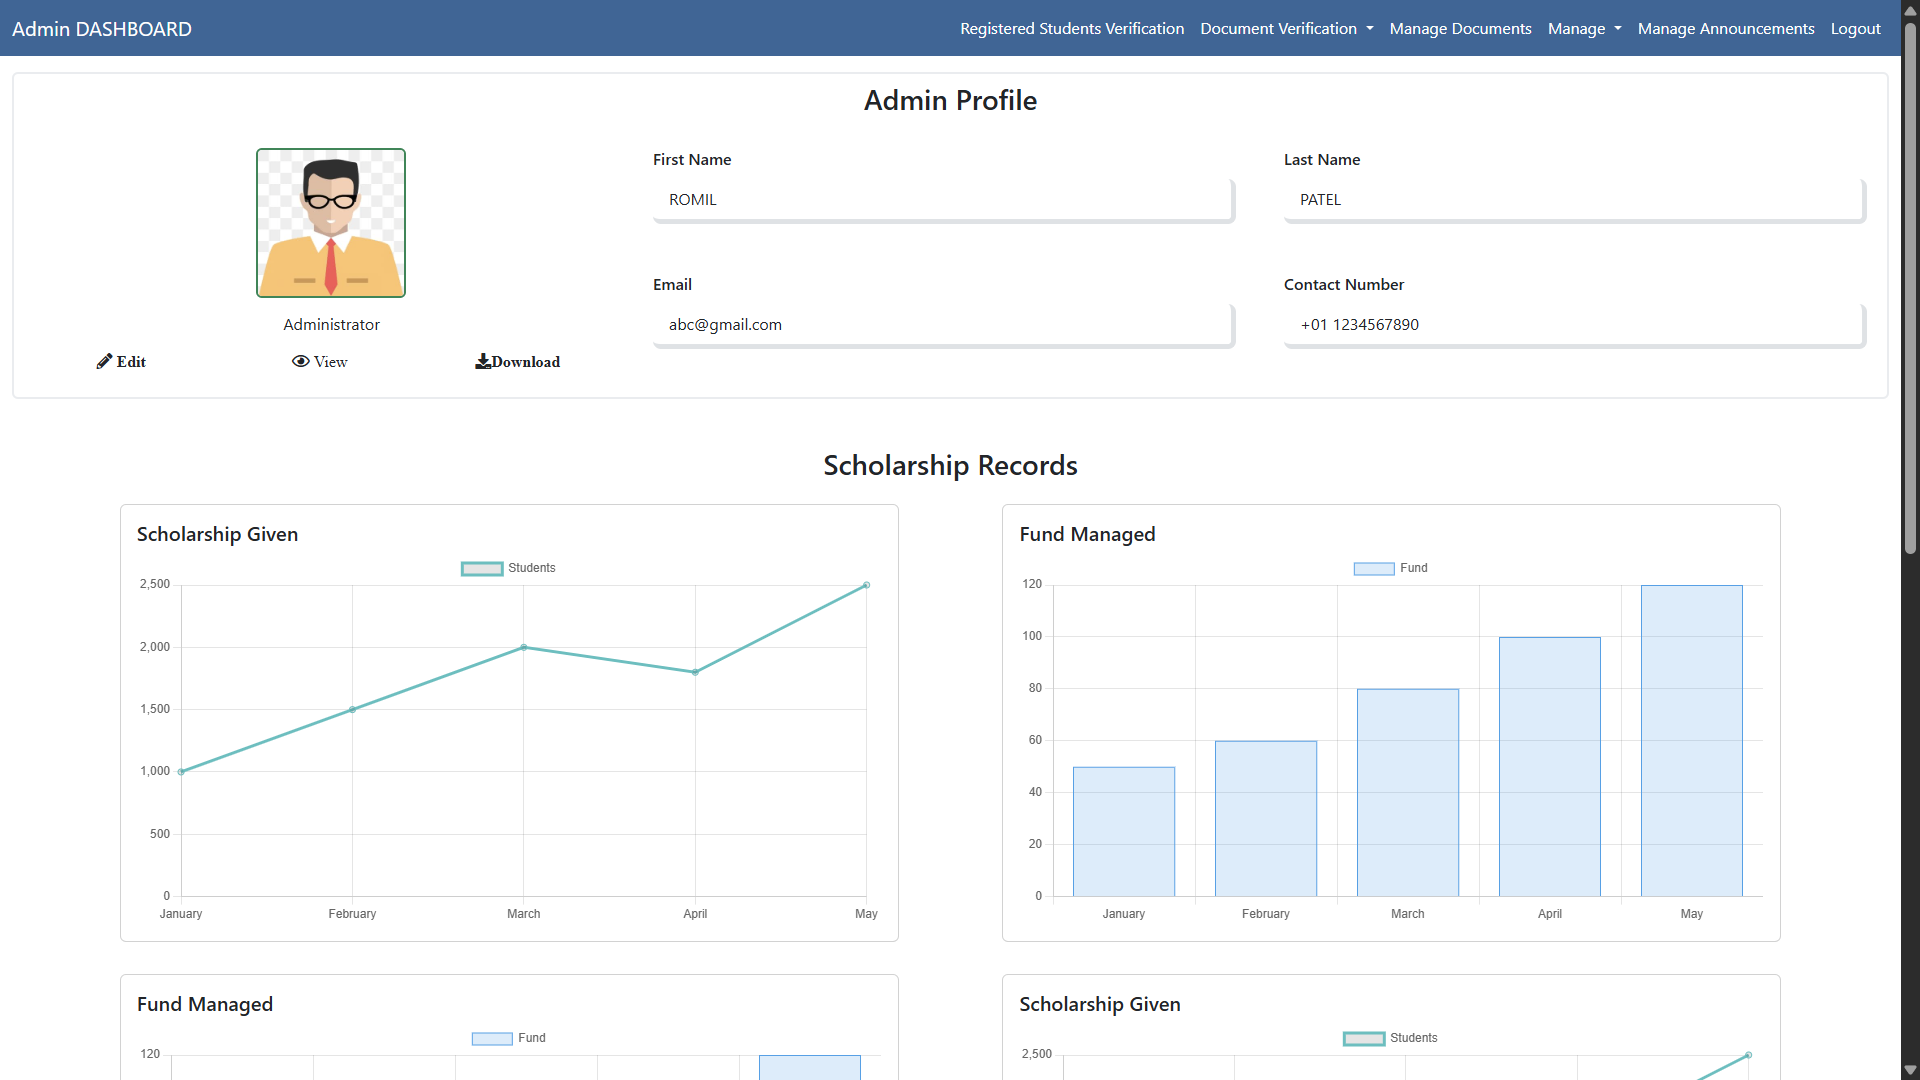 Admin DASHBOARD
Registered Students Verification Document Verification Manage Documents Manage Manage Announcements Logout
Admin Profile
First Name
ROMIL
Last Name
PATEL
Email
abc@gmail.com
Contact Number
+01 1234567890
Administrator
Edit View Download
Scholarship Records
Scholarship Given
Students
2,500
2,000
1,500
1,000
500
0
January February March April May
Fund Managed
Fund
120
100
80
60
40
20
0
January February March April May
Fund Managed
Fund
120
Scholarship Given
Students
2,500